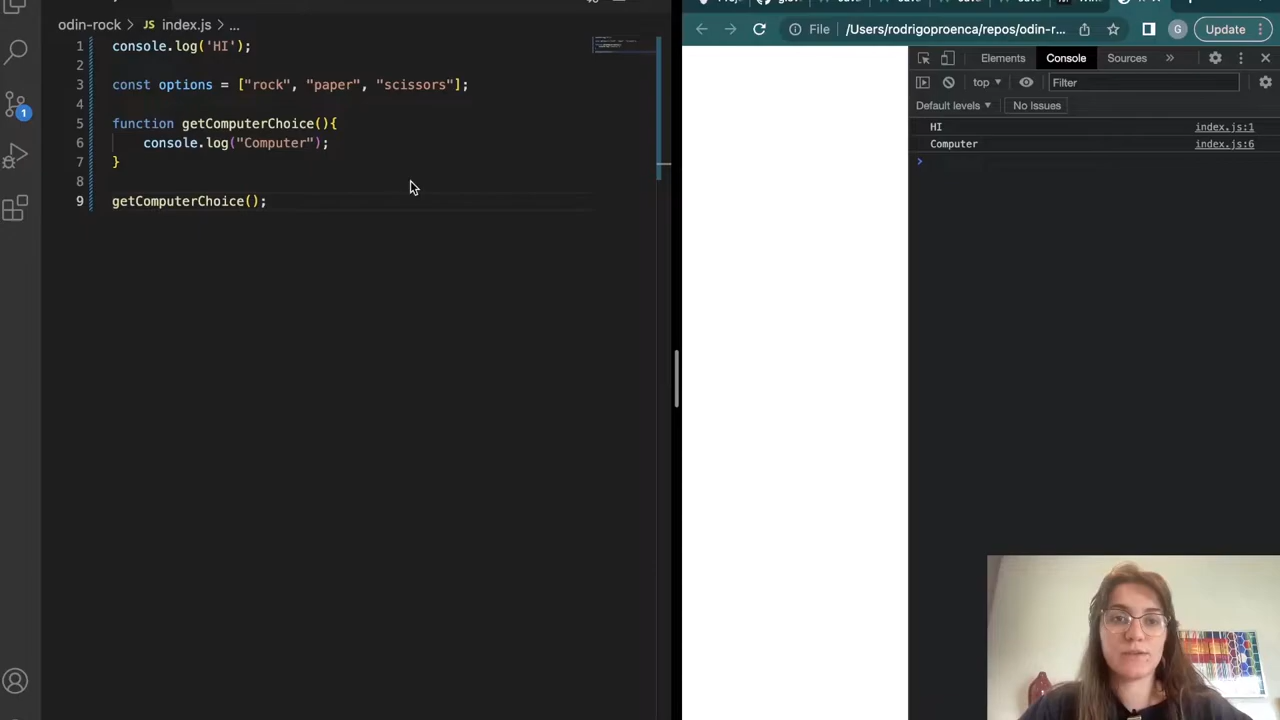 odin-rock > JS index.js > ...
console.log('HI');
2
3 const options = ["rock", "paper", "scissors"];
4
5 function getComputerChoice(){
6 console.log("Computer");
7 }
8
9 getComputerChoice();
1
File /Users/rodrigoproenca/repos/odin-r...
G
Update
Elements
Console
Sources
»
top
Filter
Default levels
No Issues
HI index.js:1
Computer index.js:6
>